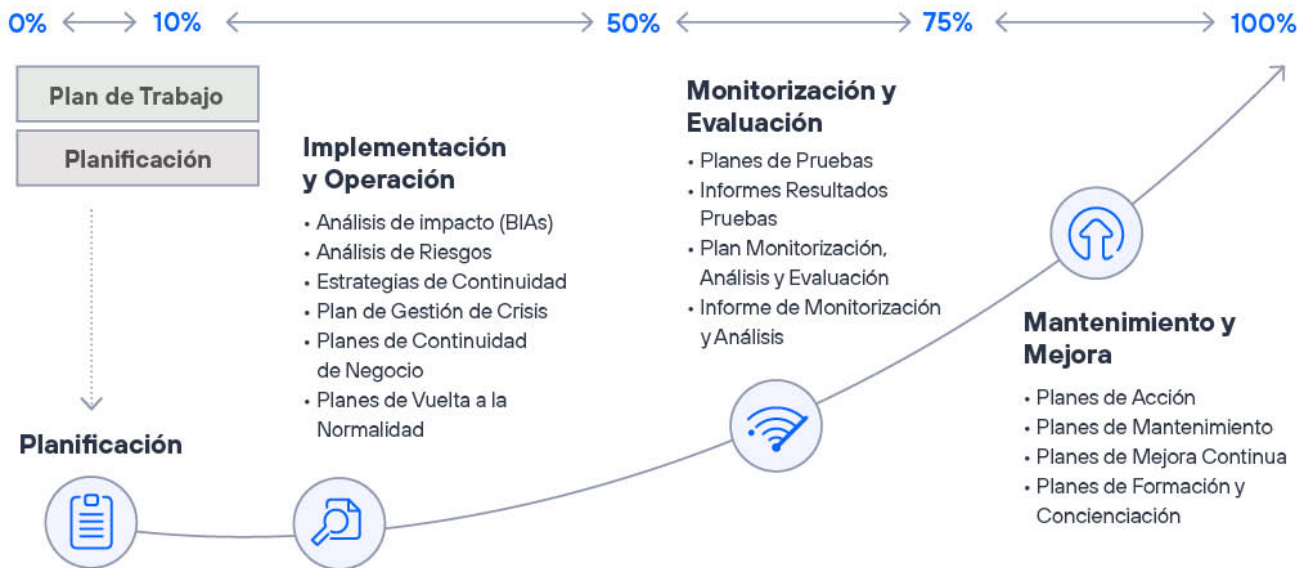 0% 10% 50% 75% 100%
Plan de Trabajo
Planificación
Planificación
Implementación
y Operación
• Análisis de impacto (BIAs)
• Análisis de Riesgos
• Estrategias de Continuidad
• Plan de Gestión de Crisis
• Planes de Continuidad
de Negocio
• Planes de Vuelta a la
Normalidad
Monitorización y
Evaluación
• Planes de Pruebas
• Informes Resultados
Pruebas
• Plan Monitorización,
Análisis y Evaluación
• Informe de Monitorización
y Análisis
Mantenimiento y
Mejora
• Planes de Acción
• Planes de Mantenimiento
• Planes de Mejora Continua
• Planes de Formación y
Concienciación